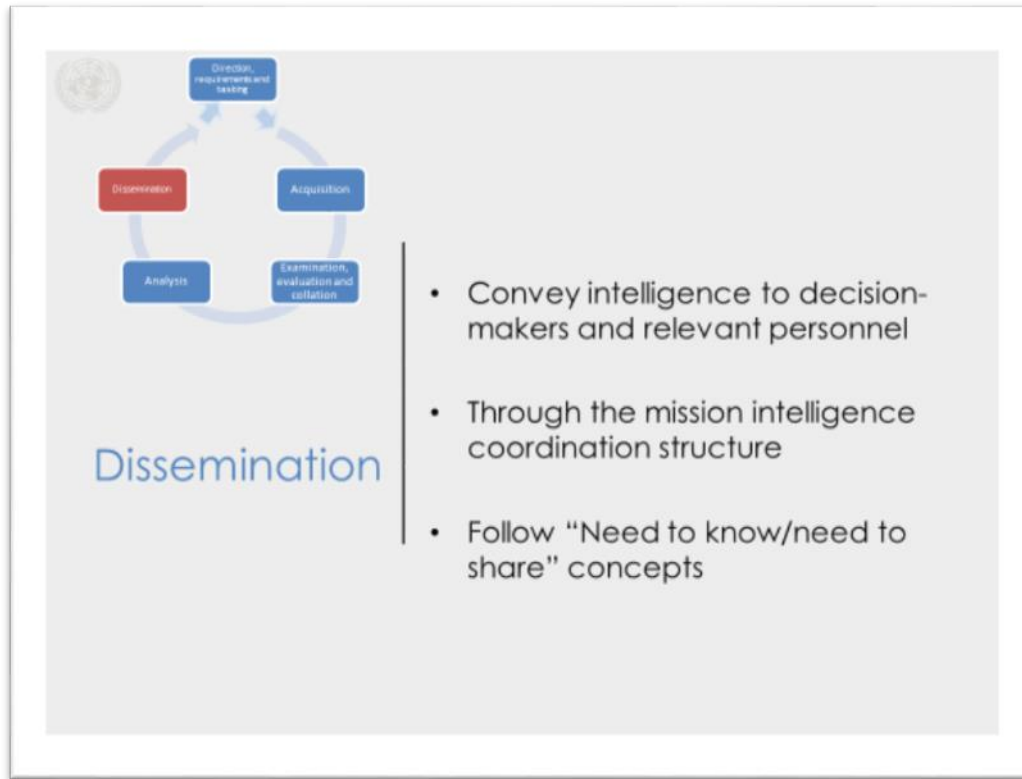 Direction,
requirements and
tasking
Dissemination
Acquisition
Analysis
Examination,
evaluation and
collation
Dissemination
• Convey intelligence to decision-
makers and relevant personnel
• Through the mission intelligence
coordination structure
• Follow “Need to know/need to
share” concepts